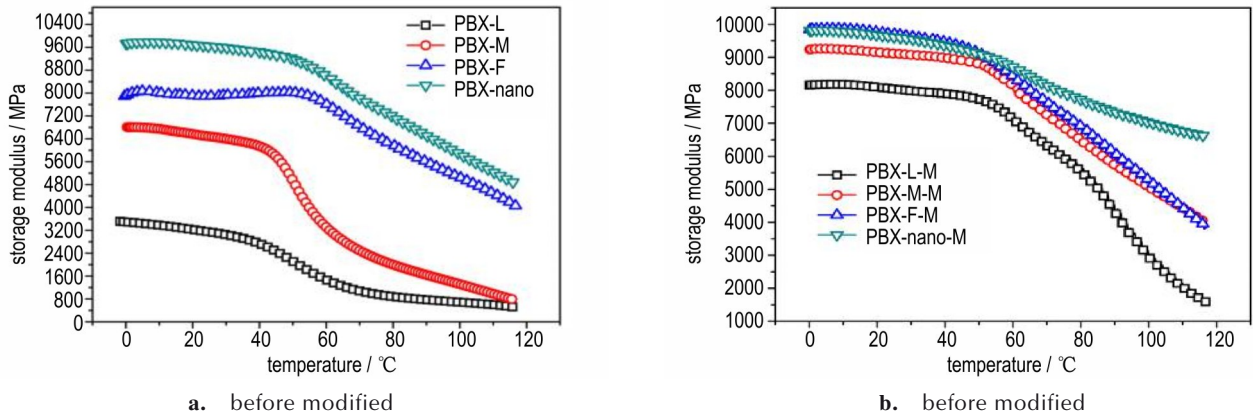 10400
9600
8800
8000
7200
6400
5600
4800
4000
3200
2400
1600
800
0
storage modulus / MPa
PBX-L
PBX-M
PBX-F
PBX-nano
0 20 40 60 80 100 120
temperature / ℃
a. before modified
10000
9000
8000
7000
6000
5000
4000
3000
2000
1000
storage modulus / MPa
PBX-L-M
PBX-M-M
PBX-F-M
PBX-nano-M
0 20 40 60 80 100 120
temperature / ℃
b. before modified